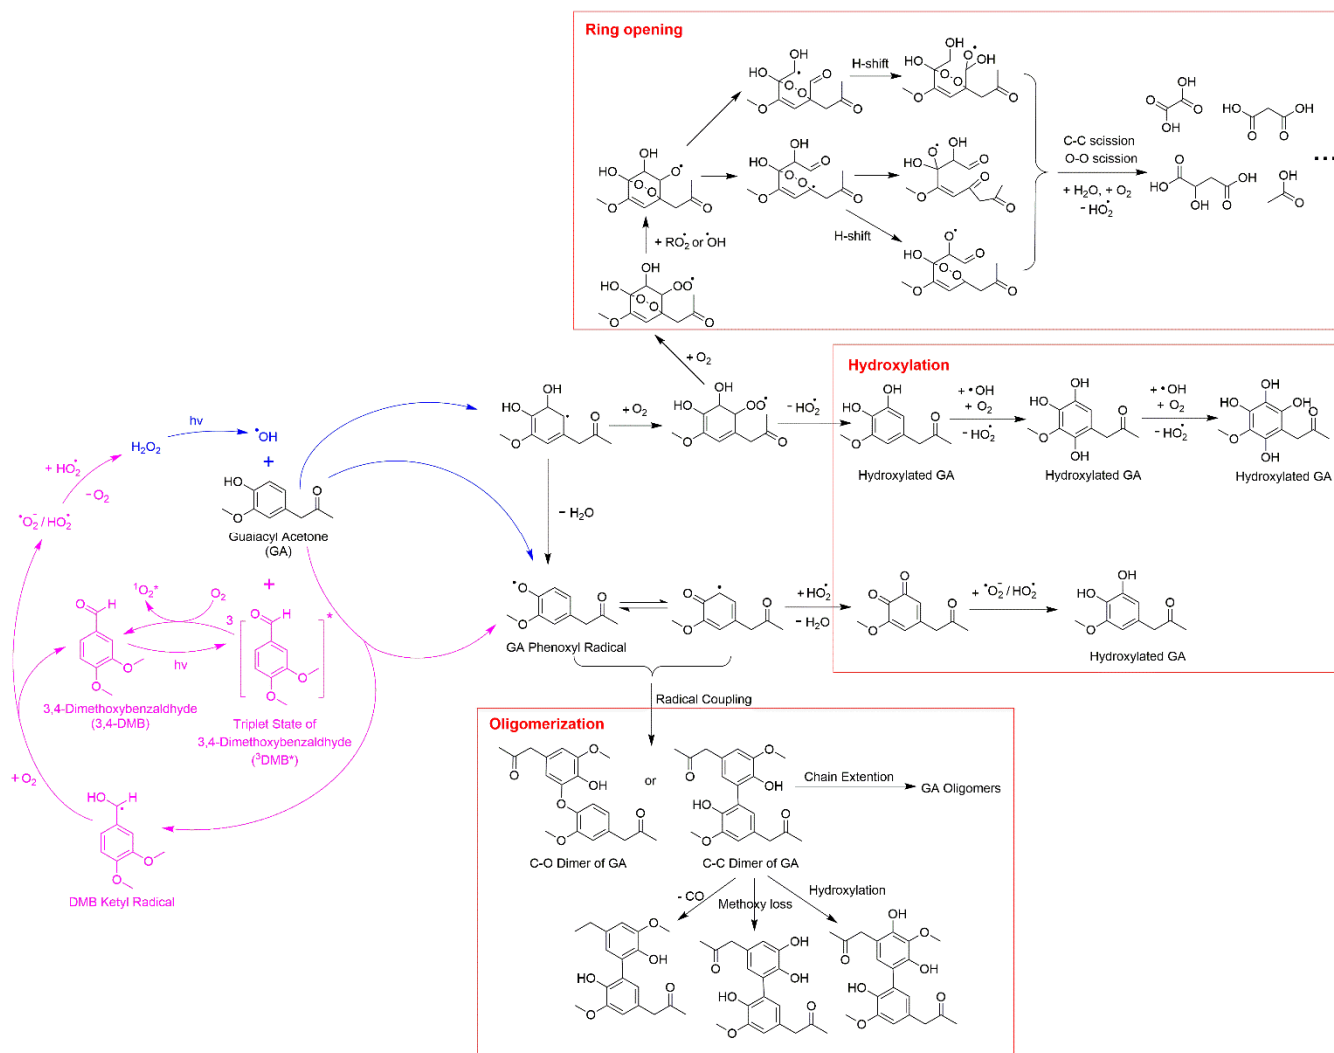 Ring opening
H-shift
H-shift
C-C scission
O-O scission
+ H2O, + O2
- HO2•
...
+ RO2• or •OH
+ O2
Hydroxylation
hv
H2O2
•OH
+
+ HO2•
- O2
•O2-/HO2•
Guaiacyl Acetone
(GA)
+ O2
- HO2•
+ •OH
+ O2
- HO2•
+ •OH
+ O2
- HO2•
Hydroxylated GA
Hydroxylated GA
Hydroxylated GA
- H2O
+
1O2*
O2
3
*
hv
3,4-Dimethoxybenzaldhyde
(3,4-DMB)
Triplet State of
3,4-Dimethoxybenzaldhyde
(3DMB*)
GA Phenoxyl Radical
+ HO2•
- H2O
+ •O2-/HO2•
Hydroxylated GA
Radical Coupling
+ O2
DMB Ketyl Radical
Oligomerization
or
Chain Extention
GA Oligomers
C-O Dimer of GA
C-C Dimer of GA
- CO
Methoxy loss
Hydroxylation